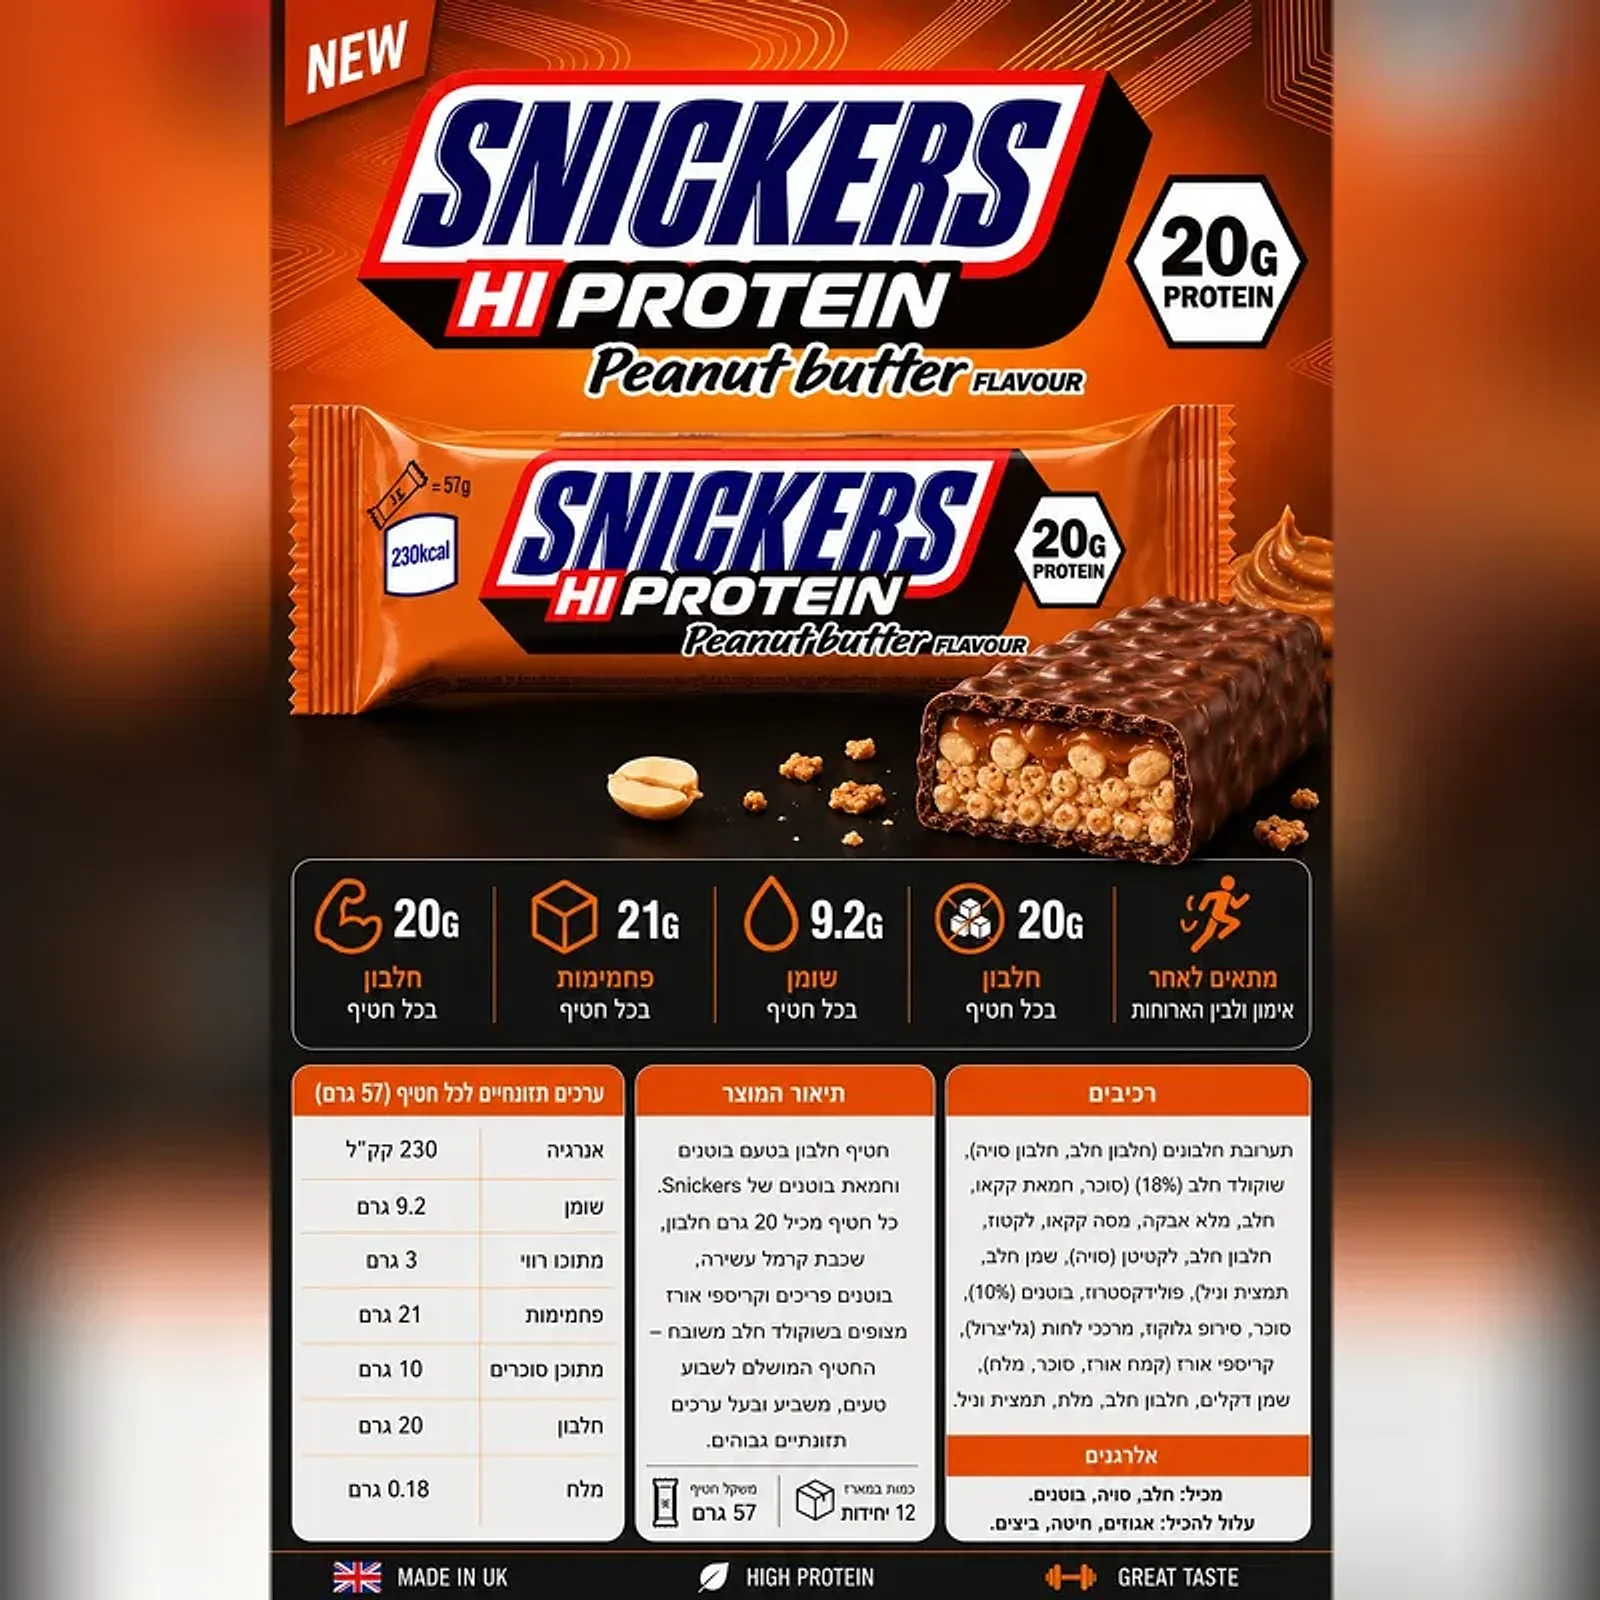 NEW
SNICKERS
HI PROTEIN
Peanut butter FLAVOUR
20G
PROTEIN
= 57g
230kcal
SNICKERS
HI PROTEIN
Peanut butter FLAVOUR
20G
PROTEIN
20G
חלבון
בכל חטיף
21G
פחמימות
בכל חטיף
9.2G
שומן
בכל חטיף
20G
חלבון
בכל חטיף
מתאים לאחר
אימון ולבין הארוחות
ערכים תזונחיים לכל חטיף (57 גרם)
אנרגיה 230 קק"ל
שומן 9.2 גרם
מתוכו רווי 3 גרם
פחמימות 21 גרם
מתוכן סוכרים 10 גרם
חלבון 20 גרם
מלח 0.18 גרם
תיאור המוצר
חטיף חלבון בטעם בוטנים
וחמאת בוטנים של Snickers.
כל חטיף מכיל 20 גרם חלבון,
שכבת קרמל עשירה,
בוטנים פריכים וקריספי אורז
מצופים בשוקולד חלב משובח –
החטיף המושלם לשבוע
טעים, משביע ובעל ערכים
תזונתיים גבוהים.
משקל חטיף
57 גרם
כמות במארז
12 יחידות
רכיבים
תערובת חלבונים (חלבון חלב, חלבון סויה),
שוקולד חלב (18%) (סוכר, חמאת קקאו,
חלב, מלא אבקה, מסה קקאו, לקטוז,
חלבון חלב, לקטיטן (סויה), שמן חלב,
תמצית וניל), פולידקסטרוז, בוטנים (10%),
סוכר, סירופ גלוקוז, מרככי לחות (גליצרול),
קריספי אורז (קמח אורז, סוכר, מלח),
שמן דקלים, חלבון חלב, מלת, תמצית וניל.
אלרגנים
מכיל: חלב, סויה, בוטנים.
עלול להכיל: אגוזים, חיטה, ביצים.
MADE IN UK
HIGH PROTEIN
GREAT TASTE